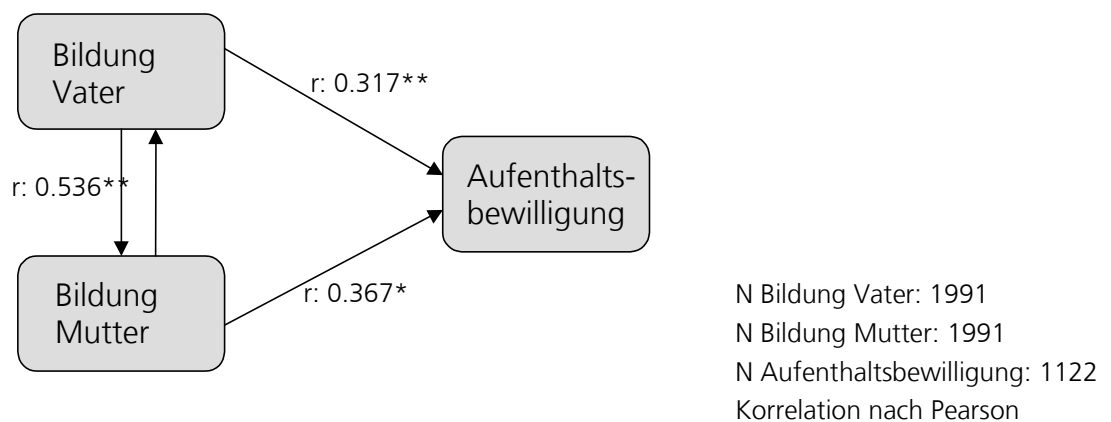 Bildung
Vater
r: 0.317**
Aufenthalts-
bewilligung
r: 0.536**
Bildung
Mutter
r: 0.367*
N Bildung Vater: 1991
N Bildung Mutter: 1991
N Aufenthaltsbewilligung: 1122
Korrelation nach Pearson